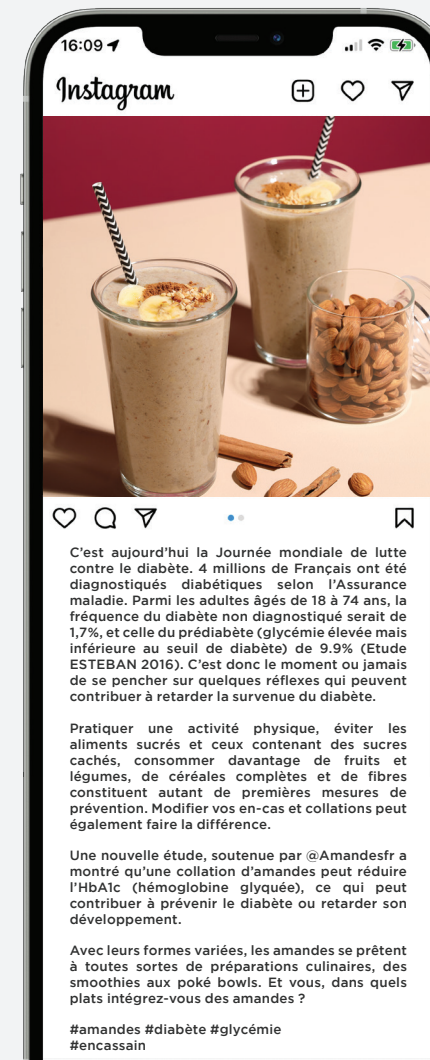 16:09
Instagram
C'est aujourd'hui la Journée mondiale de lutte
contre le diabète. 4 millions de Français ont été
diagnostiqués diabétiques selon l'Assurance
maladie. Parmi les adultes âgés de 18 à 74 ans, la
fréquence du diabète non diagnostiqué serait de
1,7%, et celle du prédiabète (glycémie élevée mais
inférieure au seuil de diabète) de 9.9% (Etude
ESTEBAN 2016). C'est donc le moment ou jamais
de se pencher sur quelques réflexes qui peuvent
contribuer à retarder la survenue du diabète.
Pratiquer une activité physique, éviter les
aliments sucrés et ceux contenant des sucres
cachés, consommer davantage de fruits et
légumes, de céréales complètes et de fibres
constituent autant de premières mesures de
prévention. Modifier vos en-cas et collations peut
également faire la différence.
Une nouvelle étude, soutenue par @Amandesfr a
montré qu'une collation d'amandes peut réduire
l'HbA1c (hémoglobine glyquée), ce qui peut
contribuer à prévenir le diabète ou retarder son
développement.
Avec leurs formes variées, les amandes se prêtent
à toutes sortes de préparations culinaires, des
smoothies aux poké bowls. Et vous, dans quels
plats intégrez-vous des amandes ?
#amandes #diabète #glycémie
#encassain